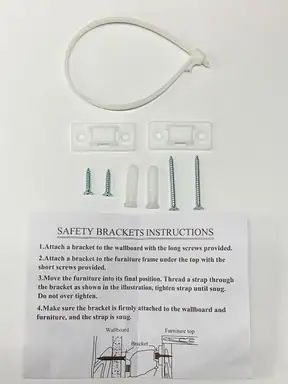 SAFETY BRACKETS INSTRUCTIONS
1.Attach a bracket to the wallboard with the long screws provided.
2.Attach a bracket to the furniture frame under the top with the
short screws provided.
3.Move the furniture into its final position. Thread a strap through
the bracket as shown in the illustration, tighten strap until snug.
Do not over tighten.
4.Make sure the bracket is firmly attached to the wallboard and
furniture, and the strap is snug.
Wallboard
Furniture top
Bracket